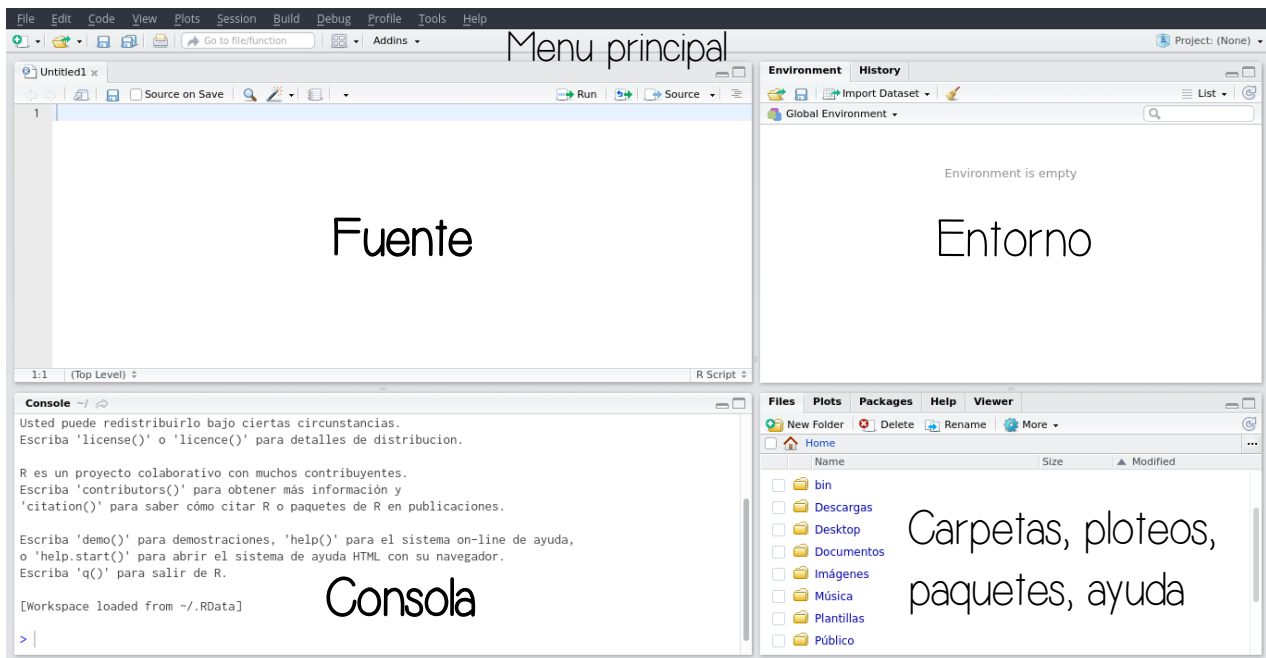 File Edit Code View Plots Session Build Debug Profile Tools Help
Go to file/function Addins Project: (None)
Menu principal
Untitled1
Source on Save Run Source
1
Fuente
1:1 (Top Level) R Script
Environment History
Import Dataset List
Global Environment
Environment is empty
Entorno
Console ~/
Usted puede redistribuirlo bajo ciertas circunstancias.
Escriba 'license()' o 'licence()' para detalles de distribucion.
R es un proyecto colaborativo con muchos contribuyentes.
Escriba 'contributors()' para obtener más información y
'citation()' para saber cómo citar R o paquetes de R en publicaciones.
Escriba 'demo()' para demostraciones, 'help()' para el sistema on-line de ayuda,
o 'help.start()' para abrir el sistema de ayuda HTML con su navegador.
Escriba 'q()' para salir de R.
[Workspace loaded from ~/.RData]
>
Consola
Files Plots Packages Help Viewer
New Folder Delete Rename More
Home ...
Name Size Modified
bin
Descargas
Desktop
Documentos
Imágenes
Música
Plantillas
Público
Carpetas, ploteos,
paquetes, ayuda